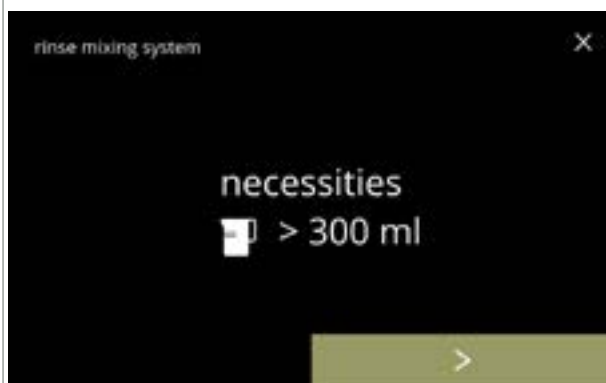 rinse mixing system
necessities
> 300 ml
>